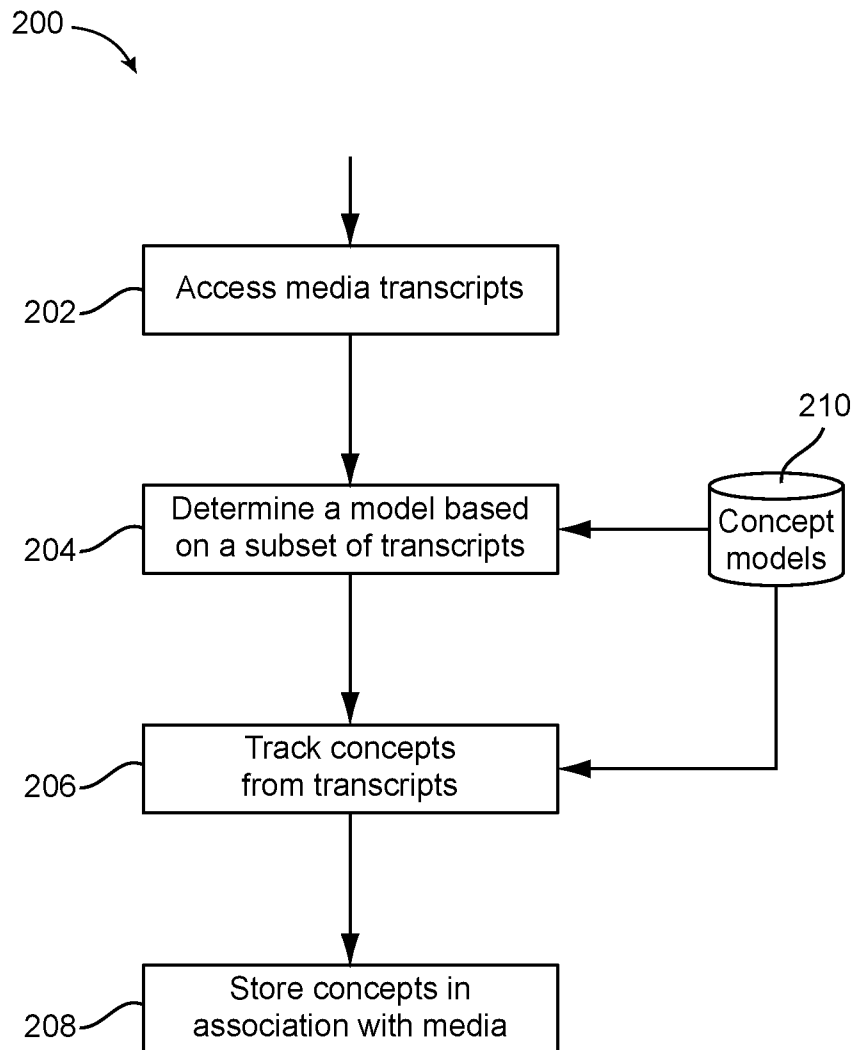 200
Access media transcripts
202
210
Determine a model based
on a subset of transcripts
204
Concept
models
Track concepts
from transcripts
206
Store concepts in
association with media
208